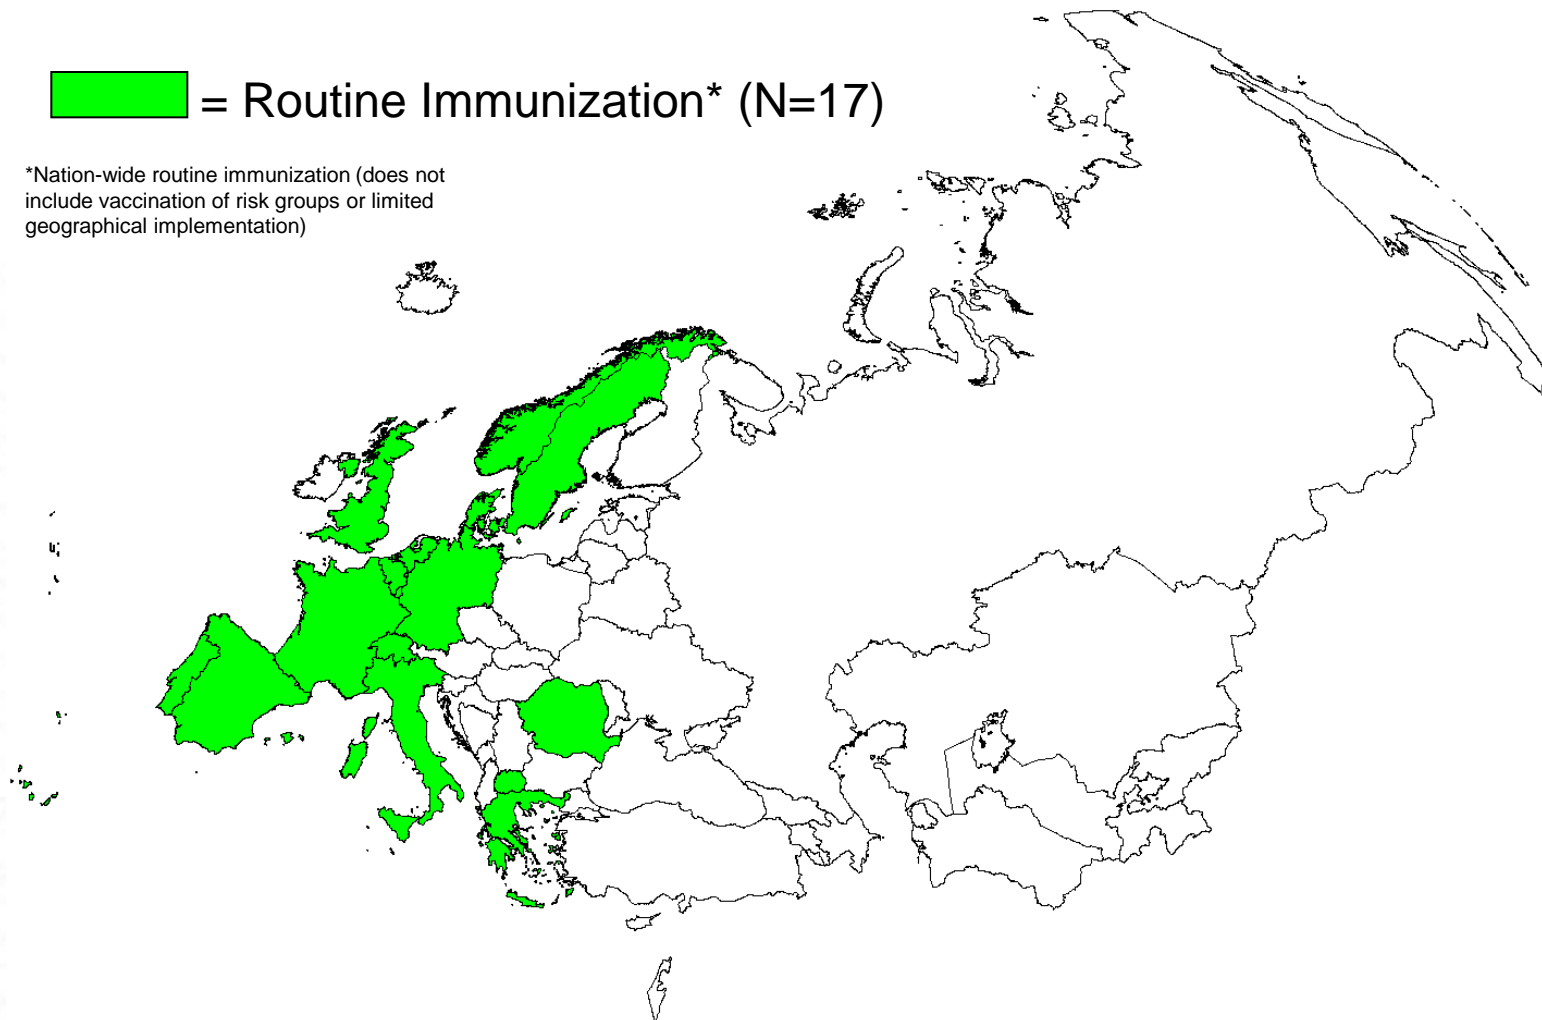 = Routine Immunization* (N=17)
*Nation-wide routine immunization (does not
include vaccination of risk groups or limited
geographical implementation)